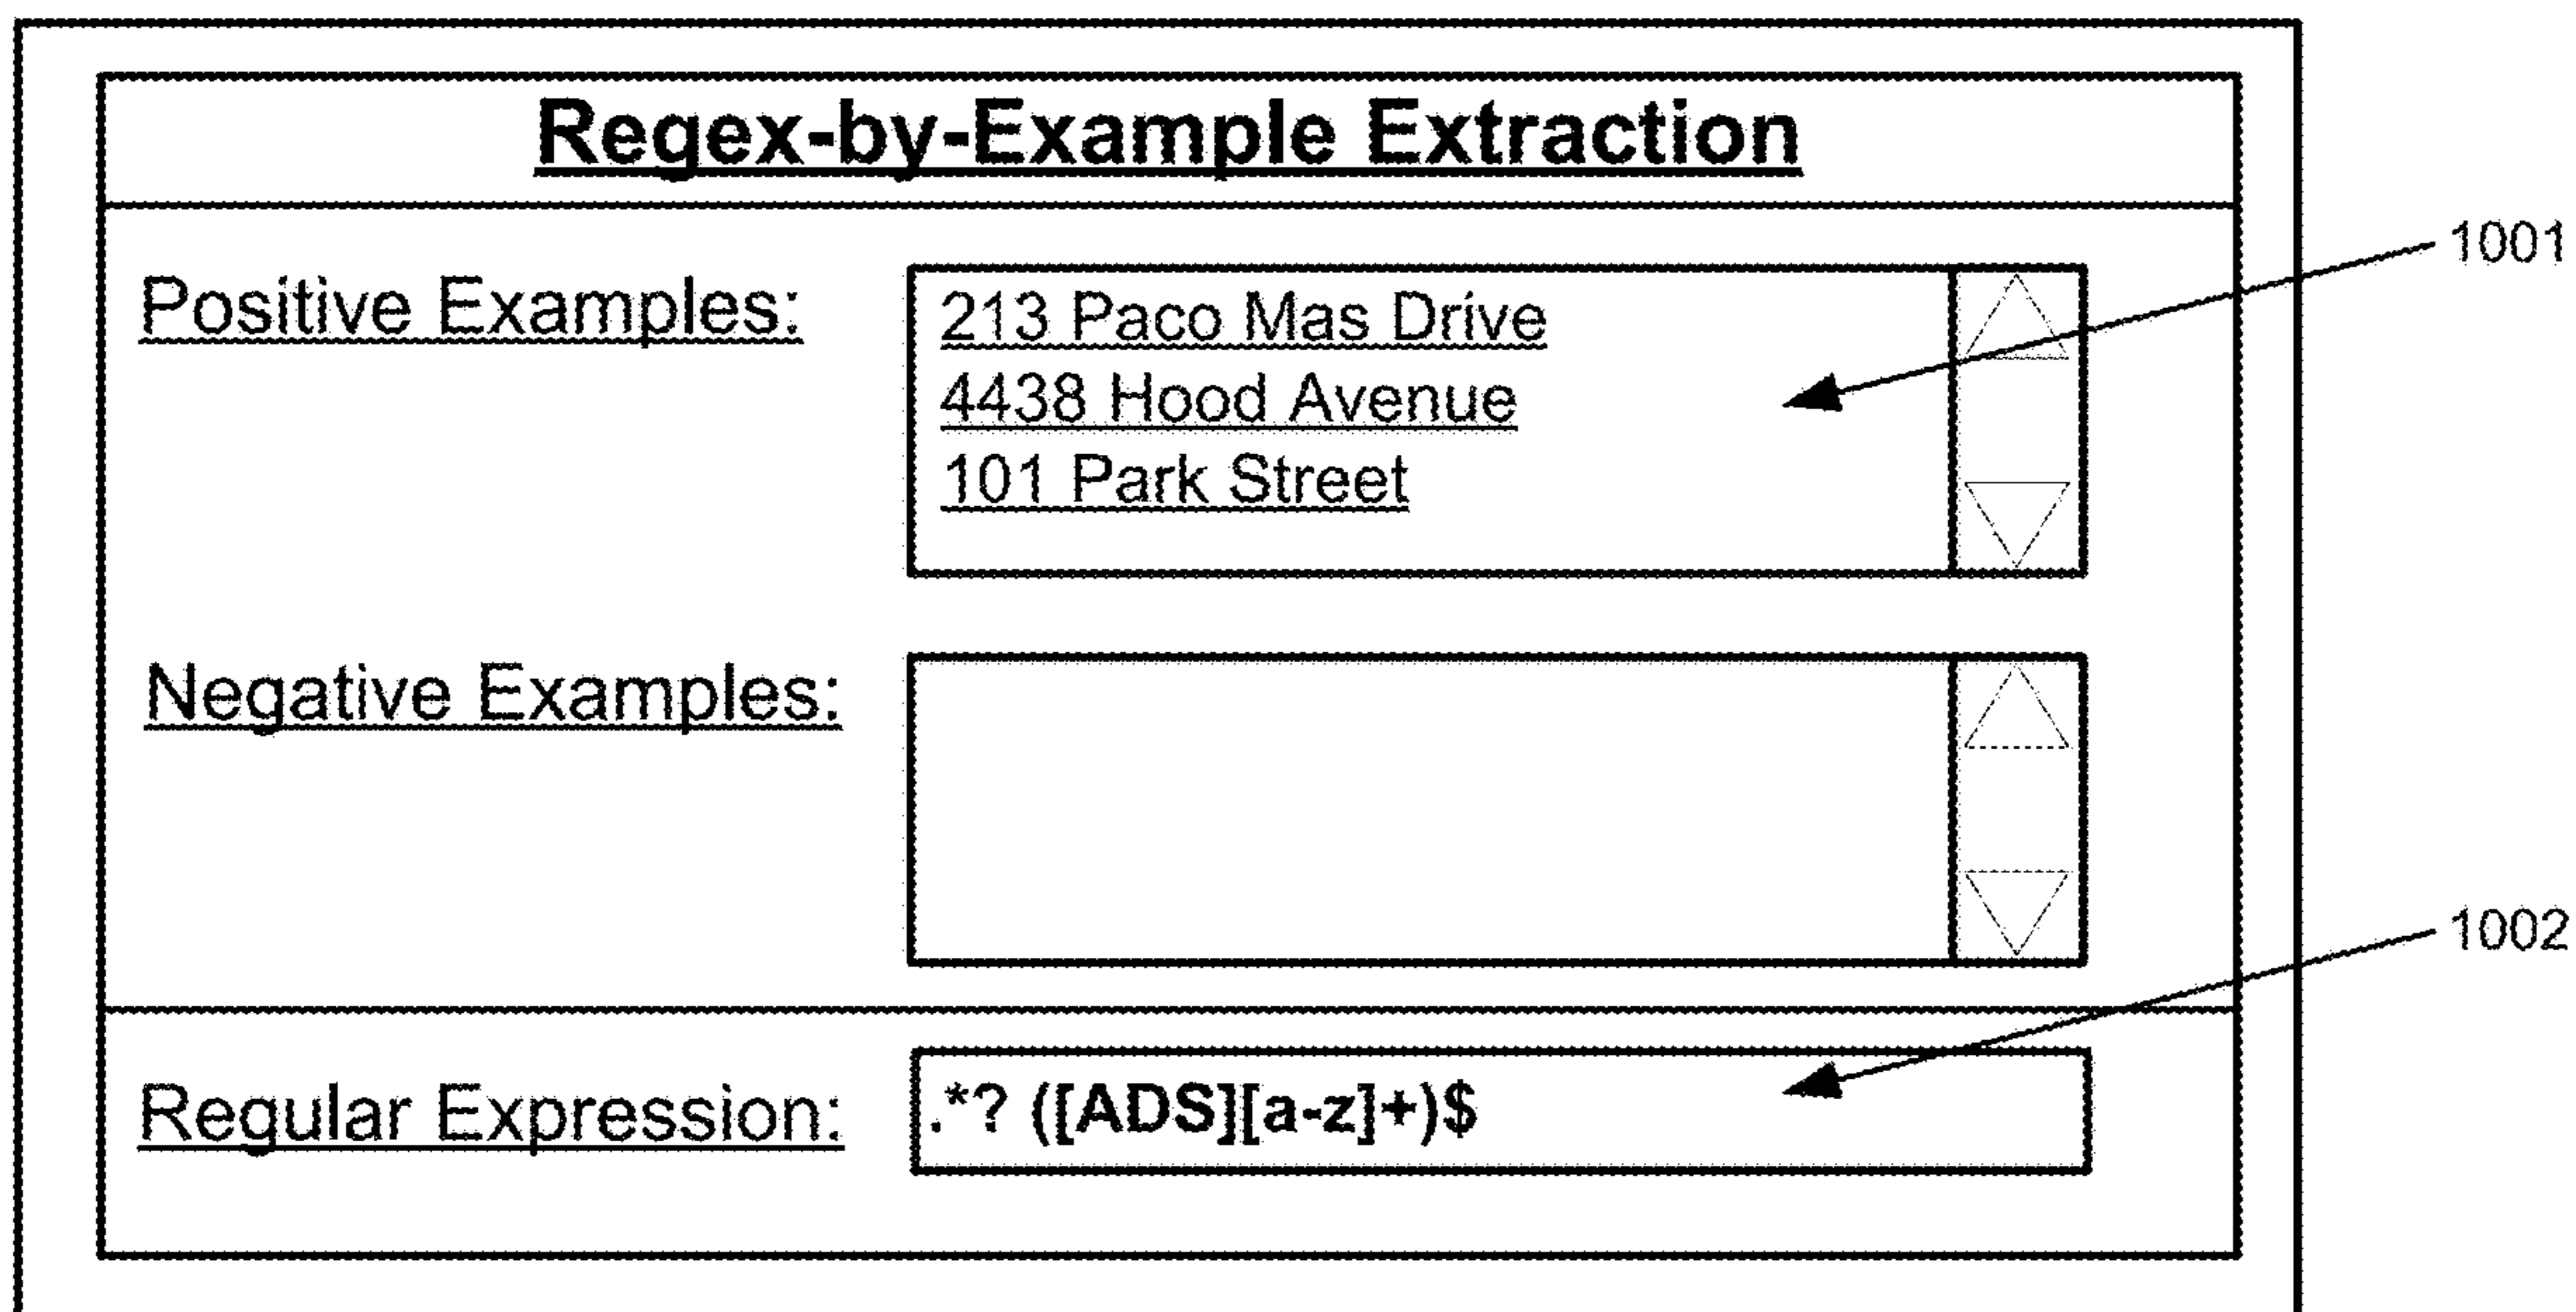 Regex-by-Example Extraction
1001
Positive Examples:
213 Paco Mas Drive
4438 Hood Avenue
101 Park Street
Negative Examples:
1002
Regular Expression:
.*? ([ADS][a-z]+)$